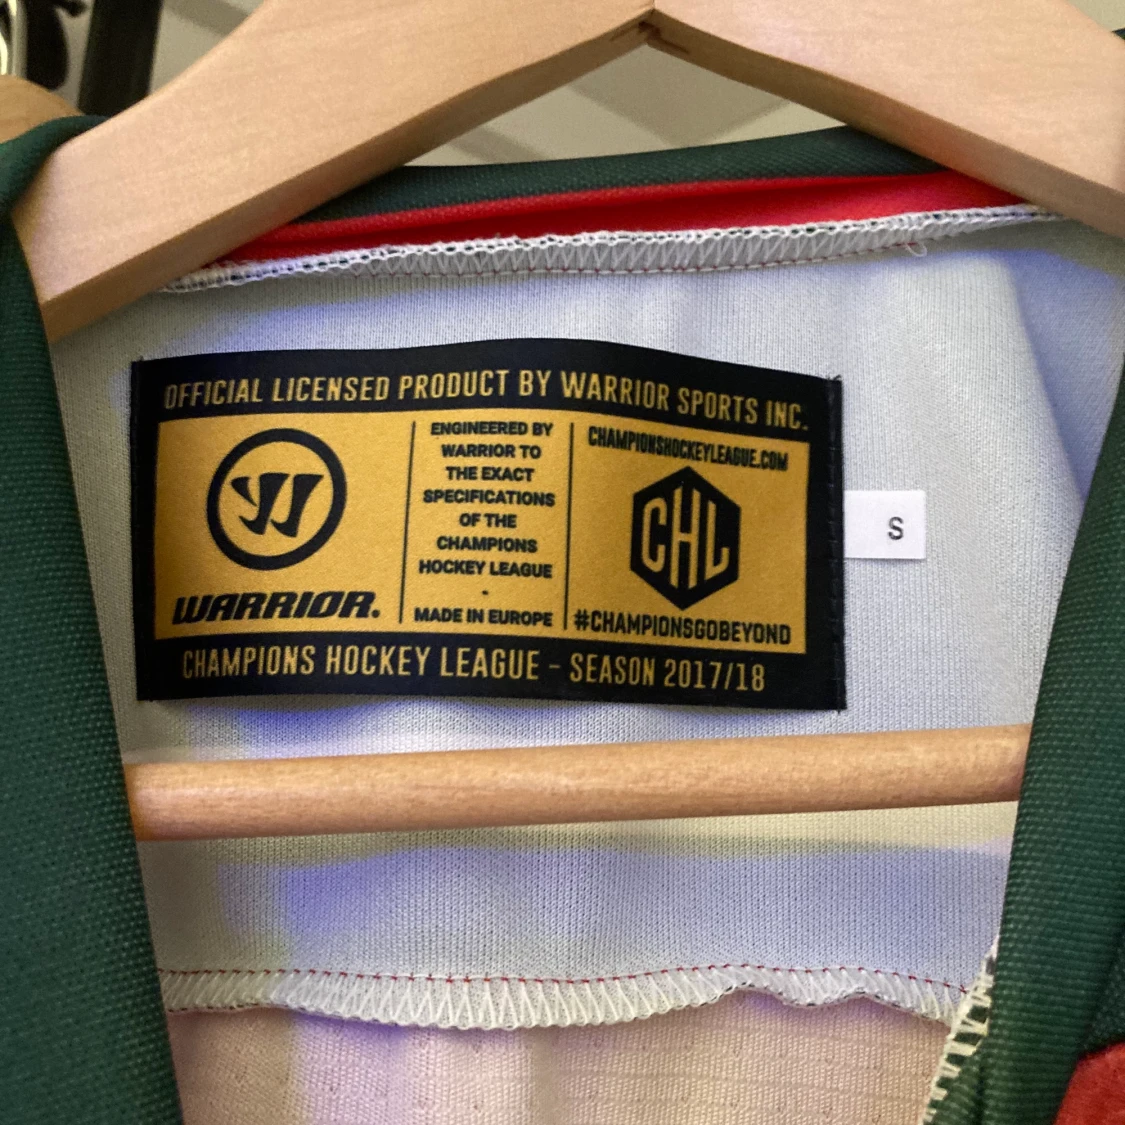 OFFICIAL LICENSED PRODUCT BY WARRIOR SPORTS INC.
W
WARRIOR.
ENGINEERED BY
WARRIOR TO
THE EXACT
SPECIFICATIONS
OF THE
CHAMPIONS
HOCKEY LEAGUE
·
MADE IN EUROPE
CHAMPIONSHOCKEYLEAGUE.COM
CHL
#CHAMPIONSGOBEYOND
CHAMPIONS HOCKEY LEAGUE - SEASON 2017/18
S